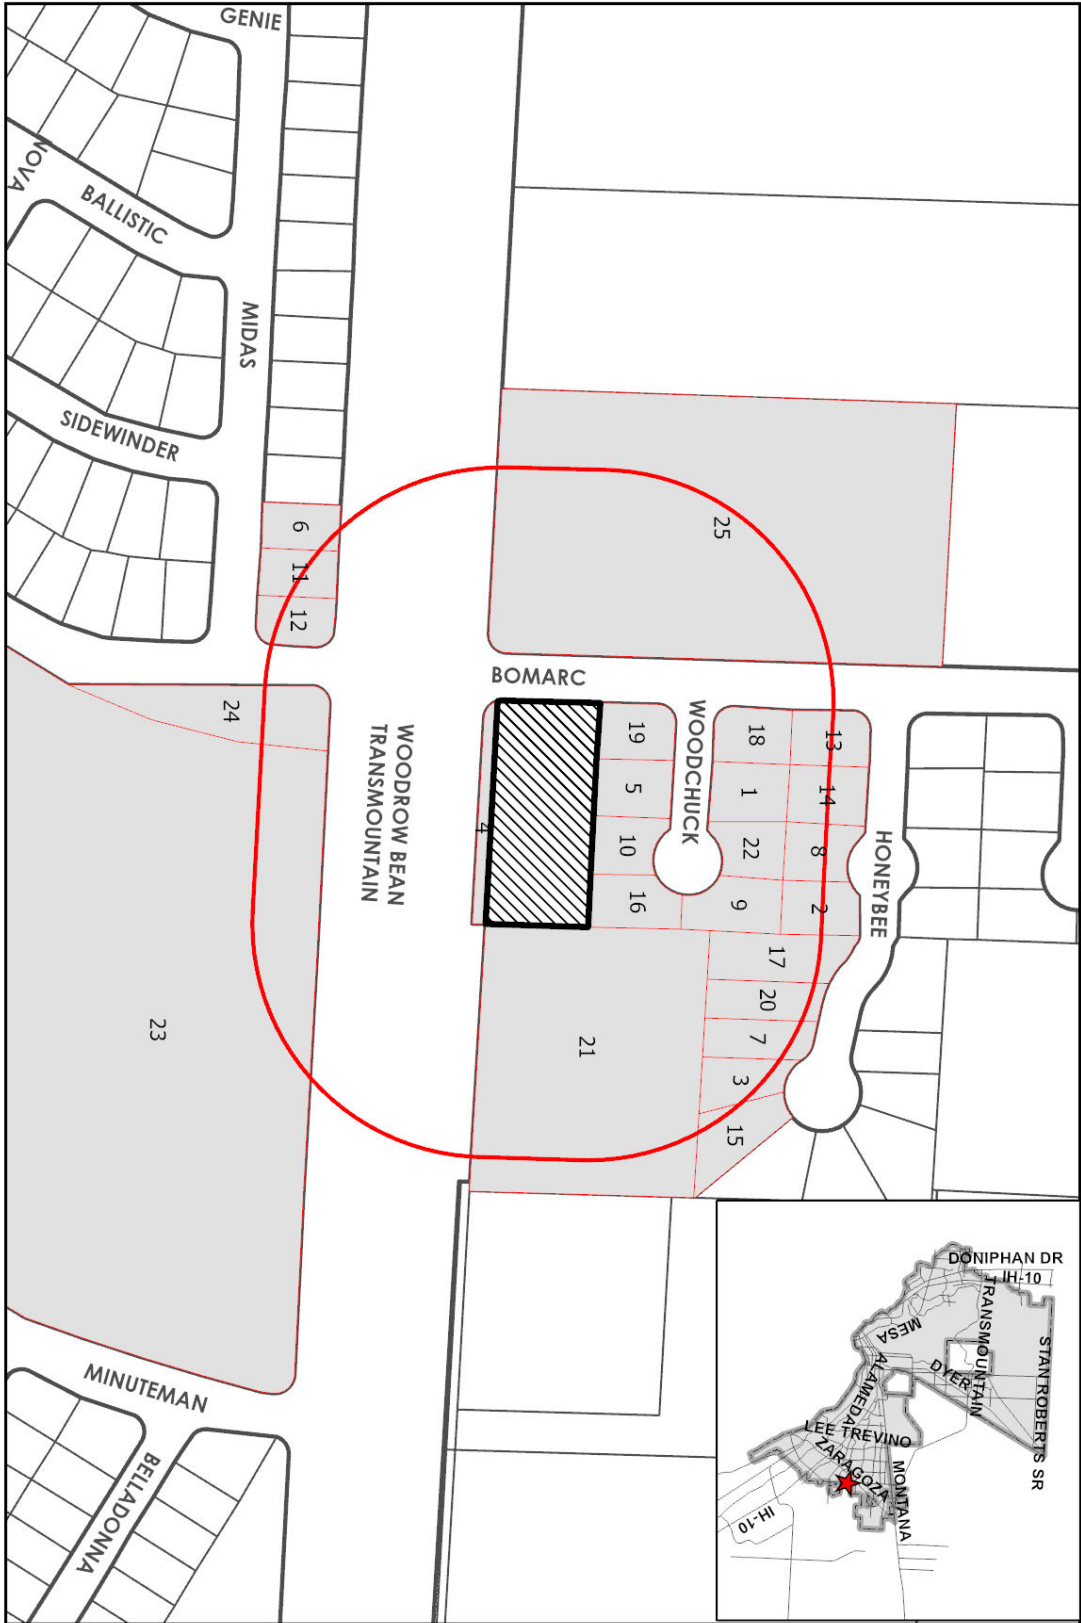 GENIE
NOVA
BALLISTIC
MIDAS
SIDEWINDER
25
6
11
12
BOMARC
24
WOODROW BEAN
TRANSMOUNTAIN
WOODCHUCK
19
18
13
5
1
14
4
10
22
8
HONEYBEE
16
9
2
17
20
7
3
15
21
23
MINUTEMAN
BELLADONNA
DONIPHAN DR
IH-10
TRANSMOUNTAIN
MESA
DYER
STAN ROBERTS SR
ALAMEDA
LEE TREVINO
ZARAGOZA
MONTANA
IH-10